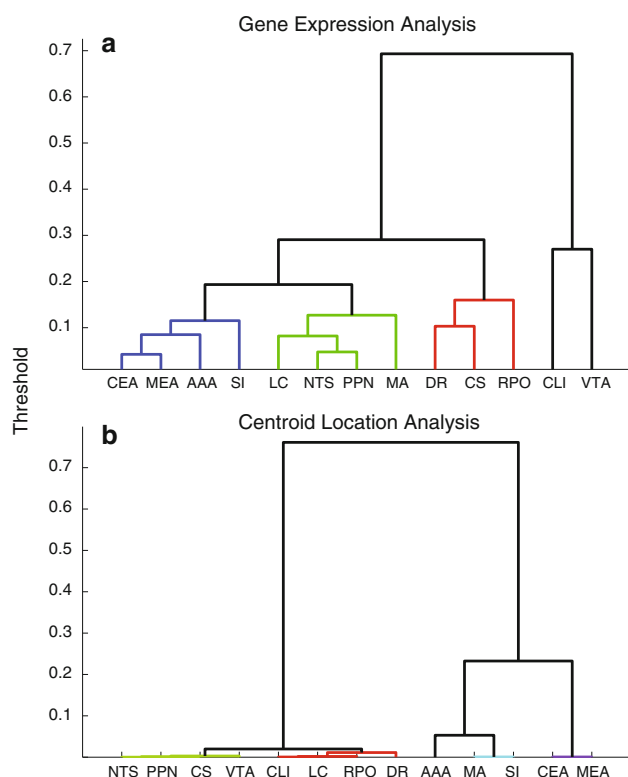 Gene Expression Analysis
a
0.7
0.6
0.5
0.4
0.3
0.2
0.1
CEA MEA AAA SI LC NTS PPN MA DR CS RPO CLI VTA
Threshold
Centroid Location Analysis
b
0.7
0.6
0.5
0.4
0.3
0.2
0.1
NTS PPN CS VTA CLI LC RPO DR AAA MA SI CEA MEA